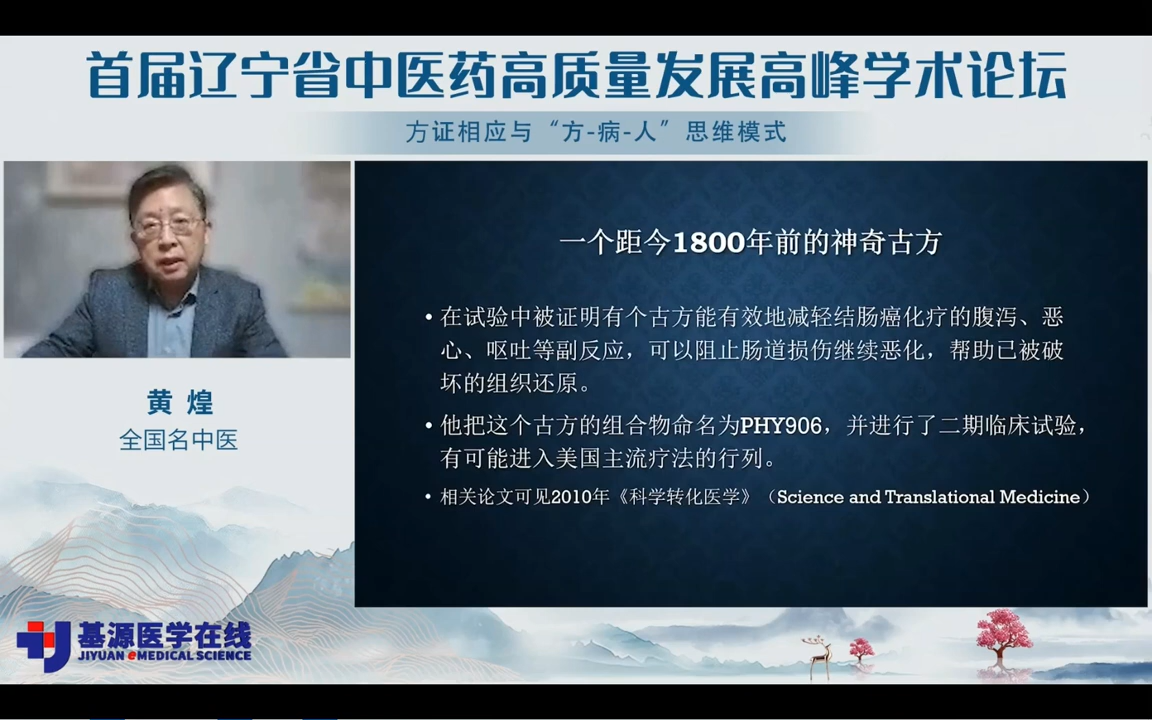 首届辽宁省中医药高质量发展高峰学术论坛
方证相应与“方-病-人”思维模式
黄 煌
全国名中医
一个距今1800年前的神奇古方
• 在试验中被证明有个古方能有效地减轻结肠癌化疗的腹泻、恶
心、呕吐等副反应，可以阻止肠道损伤继续恶化，帮助已被破
坏的组织还原。
• 他把这个古方的组合物命名为PHY906，并进行了二期临床试验，
有可能进入美国主流疗法的行列。
• 相关论文可见2010年《科学转化医学》（Science and Translational Medicine）
基源医学在线
JIYUAN eMEDICAL SCIENCE